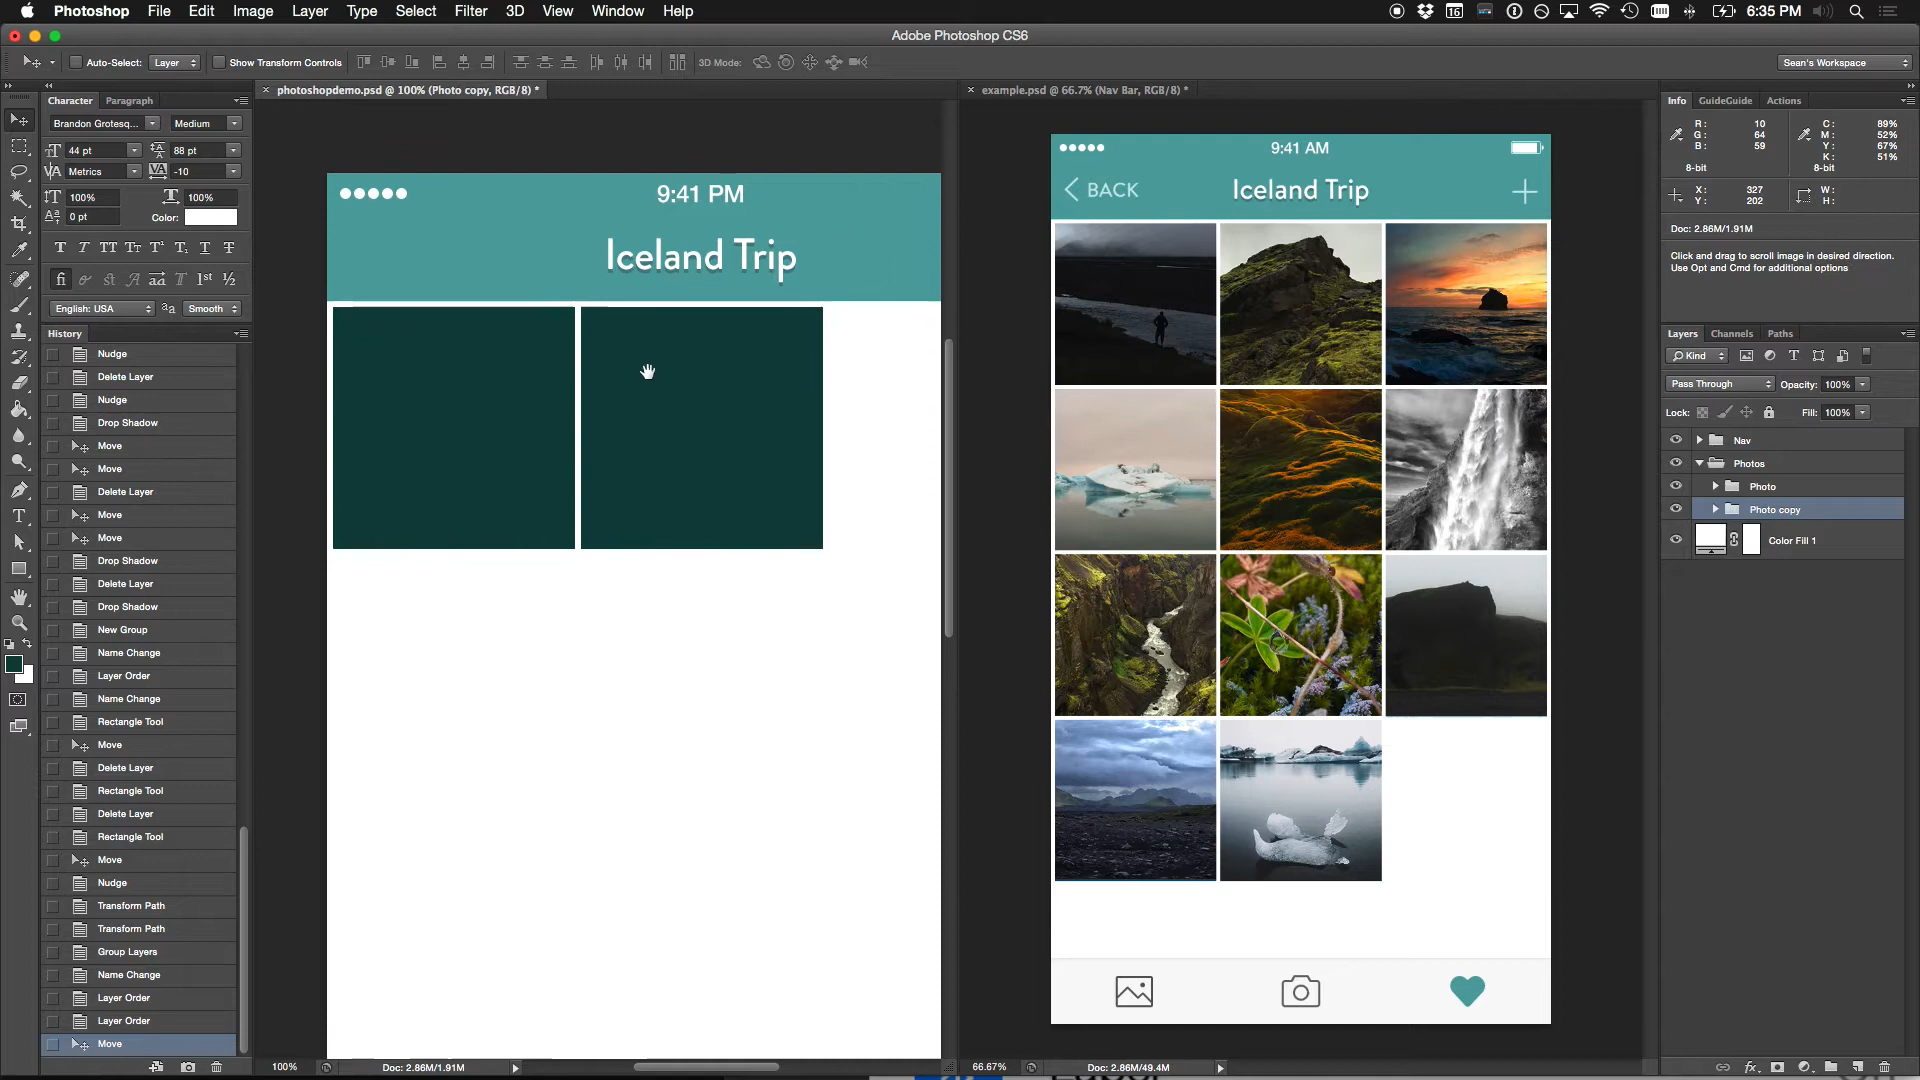 Photoshop File Edit Image Layer Type Select Filter 3D View Window Help
16
6:35 PM
Adobe Photoshop CS6
Auto-Select: Layer Show Transform Controls 3D Mode: Sean's Workspace
Character Paragraph
Brandon Grotesq... Medium
44 pt 88 pt
Metrics -10
100% 100%
0 pt Color:
English: USA Smooth
History
Nudge
Delete Layer
Nudge
Drop Shadow
Move
Move
Delete Layer
Move
Move
Drop Shadow
Delete Layer
Drop Shadow
New Group
Name Change
Layer Order
Name Change
Rectangle Tool
Move
Delete Layer
Rectangle Tool
Delete Layer
Rectangle Tool
Move
Nudge
Transform Path
Transform Path
Group Layers
Name Change
Layer Order
Layer Order
Move
photoshopdemo.psd @ 100% (Photo copy, RGB/8) *
9:41 PM
Iceland Trip
100% Doc: 2.86M/1.91M
example.psd @ 66.7% (Nav Bar, RGB/8) *
9:41 AM
BACK Iceland Trip
66.67% Doc: 2.86M/49.4M
Info GuideGuide Actions
R: 10 C: 89%
G: 64 M: 52%
B: 59 Y: 67%
K: 51%
8-bit 8-bit
X: 327 W:
Y: 202 H:
Doc: 2.86M/1.91M
Click and drag to scroll image in desired direction.
Use Opt and Cmd for additional options
Layers Channels Paths
Kind
Pass Through Opacity: 100%
Lock: Fill: 100%
Nav
Photos
Photo
Photo copy
Color Fill 1